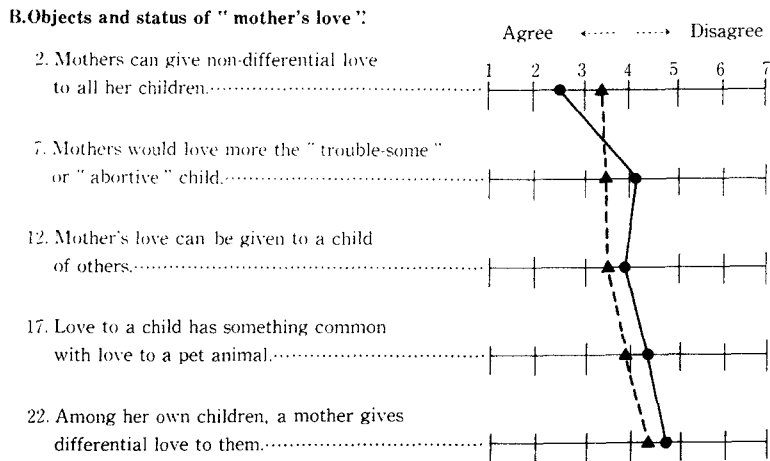 B.Objects and status of “ mother’s love ”:
Agree <····· ·····> Disagree
2. Mothers can give non-differential love
to all her children.
1 2 3 4 5 6 7
7. Mothers would love more the “ trouble-some ”
or “ abortive ” child.
12. Mother’s love can be given to a child
of others.
17. Love to a child has something common
with love to a pet animal.
22. Among her own children, a mother gives
differential love to them.